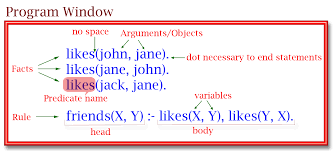 Program Window
no space
Arguments/Objects
likes(john, jane).
dot necessary to end statements
Facts
likes(jane, john).
likes(jack, jane).
Predicate name
variables
Rule
friends(X, Y) :- likes(X, Y), likes(Y, X).
head
body